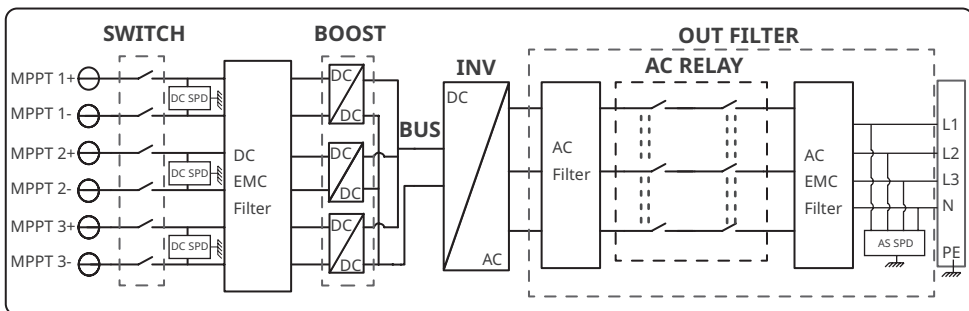 SWITCH
BOOST
OUT FILTER
AC RELAY
INV
BUS
MPPT 1+
MPPT 1-
MPPT 2+
MPPT 2-
MPPT 3+
MPPT 3-
DC SPD
DC SPD
DC SPD
DC
EMC
Filter
DC
DC
DC
DC
DC
DC
DC
AC
AC
Filter
AC
EMC
Filter
L1
L2
L3
N
AS SPD
PE